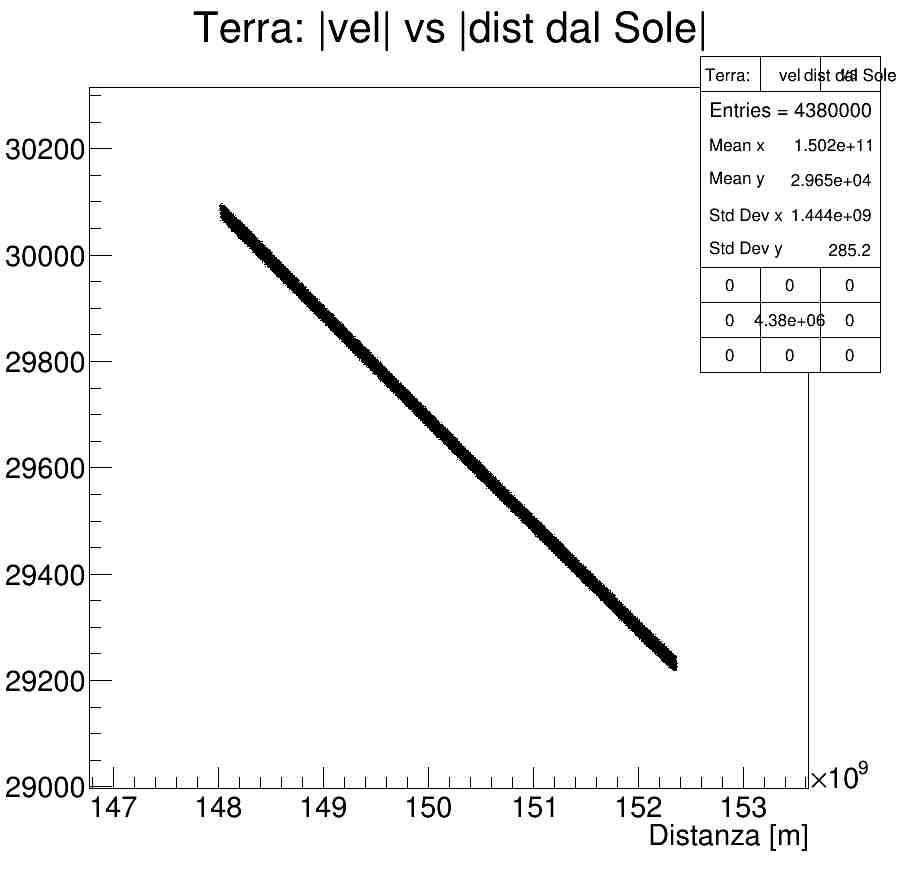 Terra: |vel| vs |dist dal Sole|
Terra: vel dist dal Sole
Entries = 4380000
Mean x 1.502e+11
Mean y 2.965e+04
Std Dev x 1.444e+09
Std Dev y 285.2
0 0 0
0 4.38e+06 0
0 0 0
30200
30000
29800
29600
29400
29200
29000
147 148 149 150 151 152 153
×10⁹
Distanza [m]